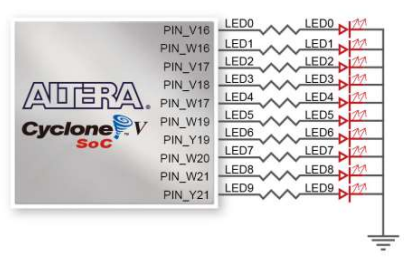 PIN_V16 LED0 LED0
PIN_W16 LED1 LED1
PIN_V17 LED2 LED2
PIN_V18 LED3 LED3
PIN_W17 LED4 LED4
PIN_W19 LED5 LED5
PIN_Y19 LED6 LED6
PIN_W20 LED7 LED7
PIN_W21 LED8 LED8
PIN_Y21 LED9 LED9
ALTERA.
Cyclone V
SoC